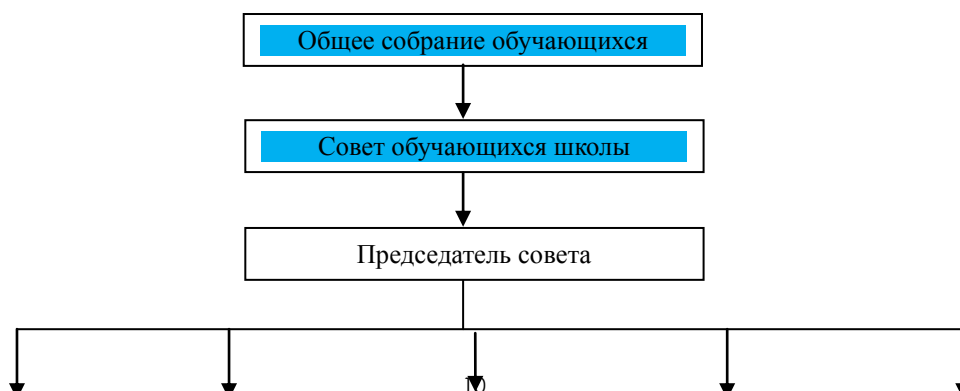 Общее собрание обучающихся
Совет обучающихся школы
Председатель совета